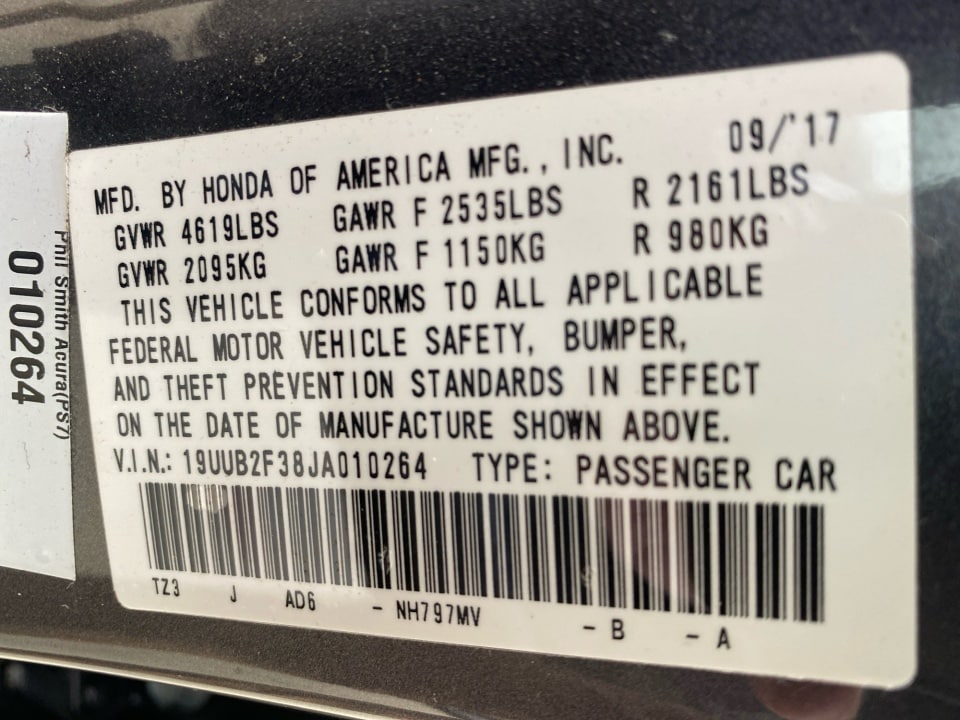 09/'17
MFD. BY HONDA OF AMERICA MFG., INC.
GVWR 4619LBS GAWR F 2535LBS R 2161LBS
GVWR 2095KG GAWR F 1150KG R 980KG
THIS VEHICLE CONFORMS TO ALL APPLICABLE
FEDERAL MOTOR VEHICLE SAFETY, BUMPER,
AND THEFT PREVENTION STANDARDS IN EFFECT
ON THE DATE OF MANUFACTURE SHOWN ABOVE.
V.I.N.: 19UUB2F38JA010264 TYPE: PASSENGER CAR
TZ3 J AD6 - NH797MV - B - A
Phil Smith Acura(PS7)
010264